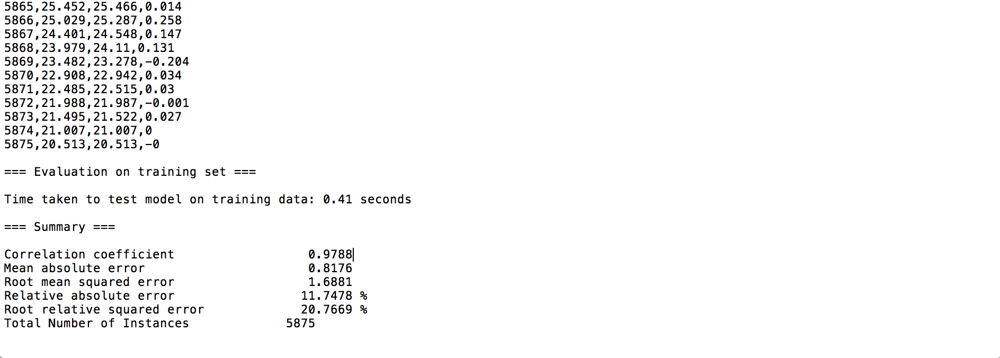 5865,25.452,25.466,0.014
5866,25.029,25.287,0.258
5867,24.401,24.548,0.147
5868,23.979,24.11,0.131
5869,23.482,23.278,-0.204
5870,22.908,22.942,0.034
5871,22.485,22.515,0.03
5872,21.988,21.987,-0.001
5873,21.495,21.522,0.027
5874,21.007,21.007,0
5875,20.513,20.513,-0
=== Evaluation on training set ===
Time taken to test model on training data: 0.41 seconds
=== Summary ===
Correlation coefficient 0.9788
Mean absolute error 0.8176
Root mean squared error 1.6881
Relative absolute error 11.7478 %
Root relative squared error 20.7669 %
Total Number of Instances 5875